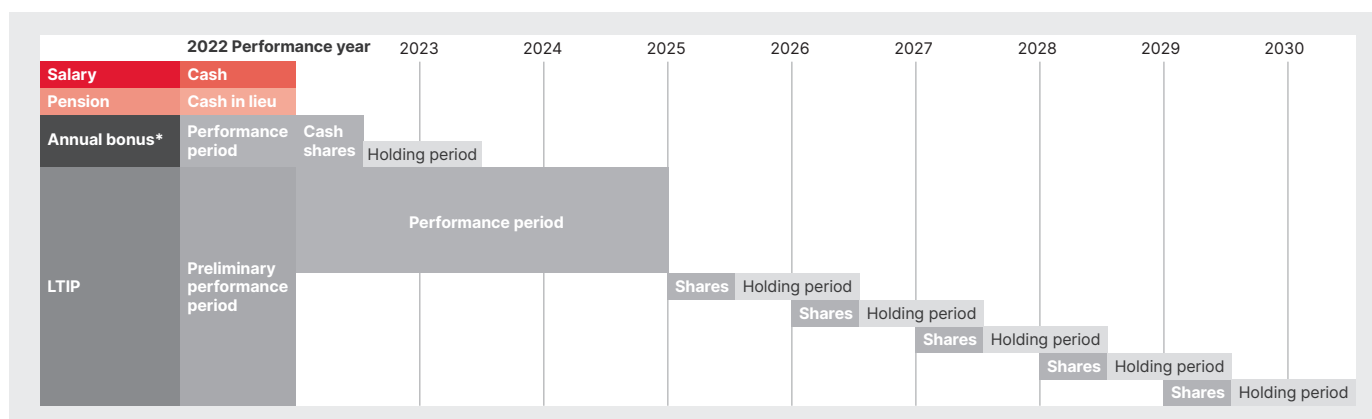 2022 Performance year 2023 2024 2025 2026 2027 2028 2029 2030
Salary Cash
Pension Cash in lieu
Annual bonus* Performance
period Cash
shares
Holding period
Performance period
LTIP Preliminary
performance
period
Shares Holding period
Shares Holding period
Shares Holding period
Shares Holding period
Shares Holding period